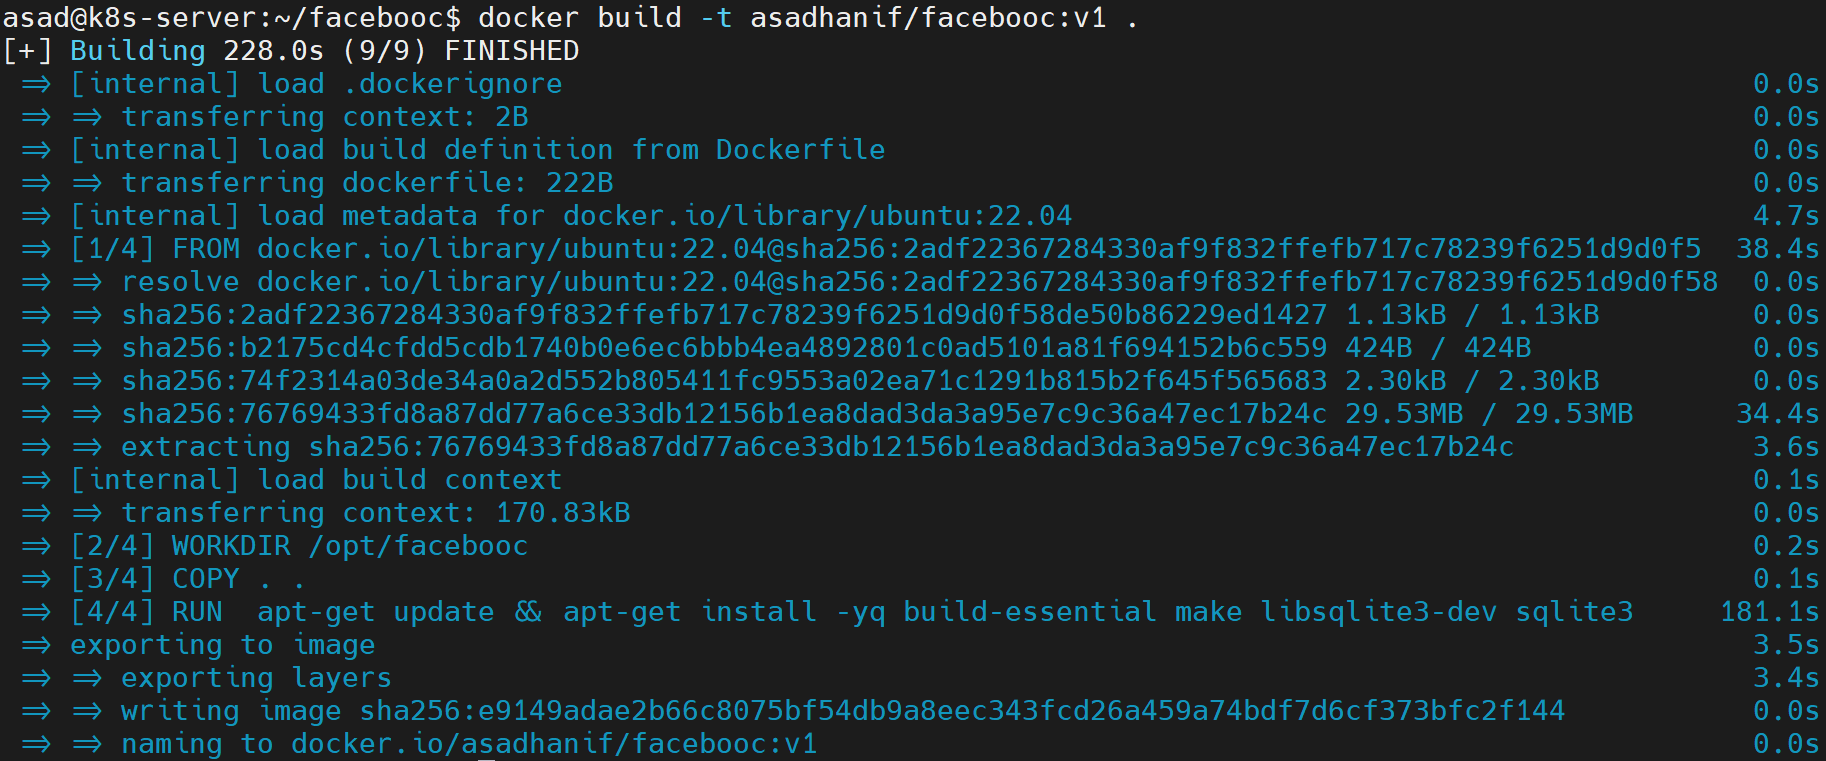 asad@k8s-server:~/facebooc$ docker build -t asadhanif/facebooc:v1 .
[+] Building 228.0s (9/9) FINISHED
=> [internal] load .dockerignore 0.0s
=> => transferring context: 2B 0.0s
=> [internal] load build definition from Dockerfile 0.0s
=> => transferring dockerfile: 222B 0.0s
=> [internal] load metadata for docker.io/library/ubuntu:22.04 4.7s
=> [1/4] FROM docker.io/library/ubuntu:22.04@sha256:2adf22367284330af9f832ffefb717c78239f6251d9d0f5 38.4s
=> => resolve docker.io/library/ubuntu:22.04@sha256:2adf22367284330af9f832ffefb717c78239f6251d9d0f58 0.0s
=> => sha256:2adf22367284330af9f832ffefb717c78239f6251d9d0f58de50b86229ed1427 1.13kB / 1.13kB 0.0s
=> => sha256:b2175cd4cfdd5cdb1740b0e6ec6bbb4ea4892801c0ad5101a81f694152b6c559 424B / 424B 0.0s
=> => sha256:74f2314a03de34a0a2d552b805411fc9553a02ea71c1291b815b2f645f565683 2.30kB / 2.30kB 0.0s
=> => sha256:76769433fd8a87dd77a6ce33db12156b1ea8dad3da3a95e7c9c36a47ec17b24c 29.53MB / 29.53MB 34.4s
=> => extracting sha256:76769433fd8a87dd77a6ce33db12156b1ea8dad3da3a95e7c9c36a47ec17b24c 3.6s
=> [internal] load build context 0.1s
=> => transferring context: 170.83kB 0.0s
=> [2/4] WORKDIR /opt/facebooc 0.2s
=> [3/4] COPY . . 0.1s
=> [4/4] RUN  apt-get update && apt-get install -yq build-essential make libsqlite3-dev sqlite3 181.1s
=> exporting to image 3.5s
=> => exporting layers 3.4s
=> => writing image sha256:e9149adae2b66c8075bf54db9a8eec343fcd26a459a74bdf7d6cf373bfc2f144 0.0s
=> => naming to docker.io/asadhanif/facebooc:v1 0.0s